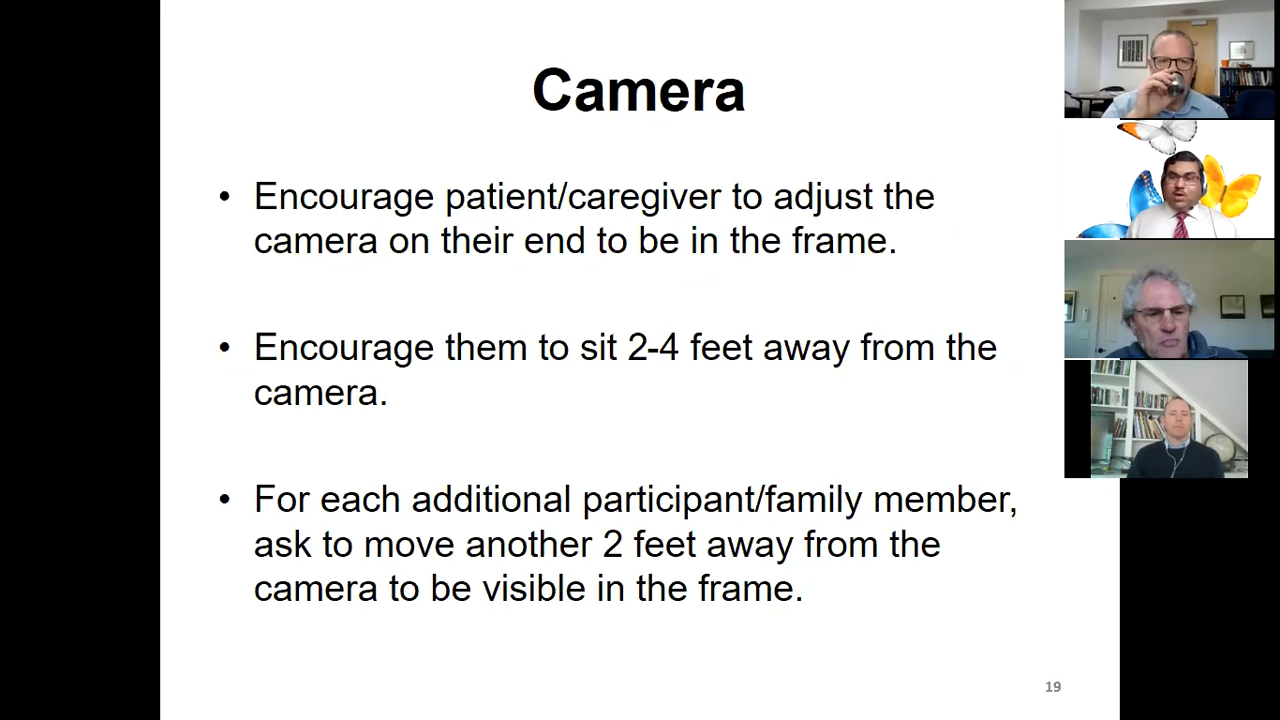 Camera
• Encourage patient/caregiver to adjust the
camera on their end to be in the frame.
• Encourage them to sit 2-4 feet away from the
camera.
• For each additional participant/family member,
ask to move another 2 feet away from the
camera to be visible in the frame.
19